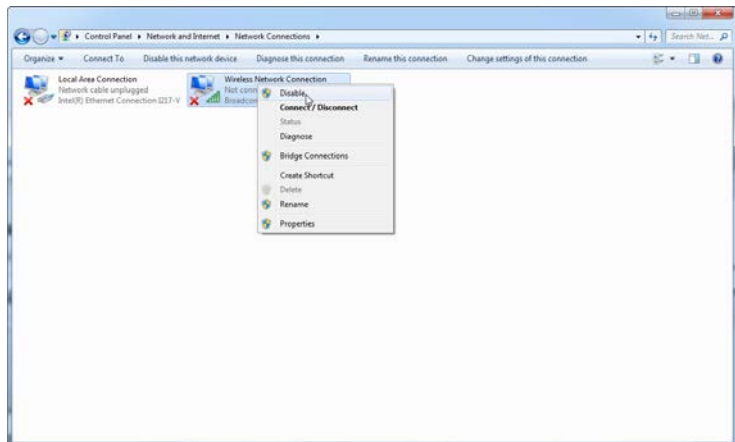 Control Panel ▸ Network and Internet ▸ Network Connections ▸
Search Net...
Organize Connect To Disable this network device Diagnose this connection Rename this connection Change settings of this connection
Local Area Connection
Network cable unplugged
Intel(R) Ethernet Connection I217-V
Wireless Network Connection
Not conn
Broadcom
Disable
Connect / Disconnect
Status
Diagnose
Bridge Connections
Create Shortcut
Delete
Rename
Properties